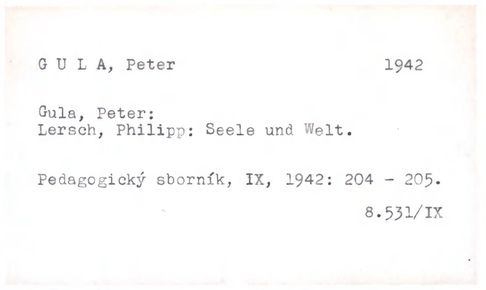 G U L A, Peter 1942
Gula, Peter:
Lersch, Philipp: Seele und Welt.
Pedagogický sborník, IX, 1942: 204 - 205.
8.531/IX